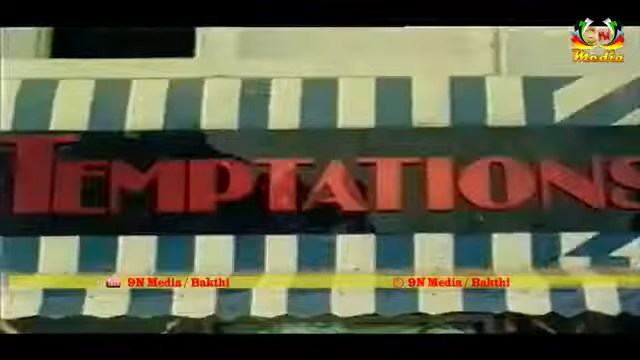 9N
Media
TEMPTATIONS
9N Media / Bakthi 9N Media / Bakthi